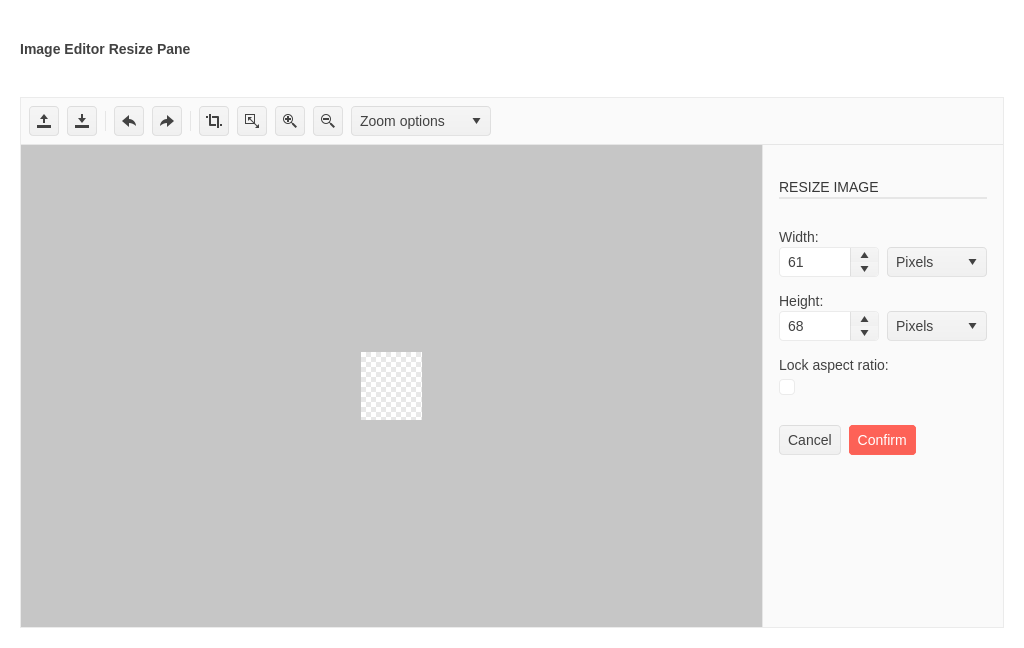 Image Editor Resize Pane
Zoom options
RESIZE IMAGE
Width:
61 Pixels
Height:
68 Pixels
Lock aspect ratio:
Cancel Confirm